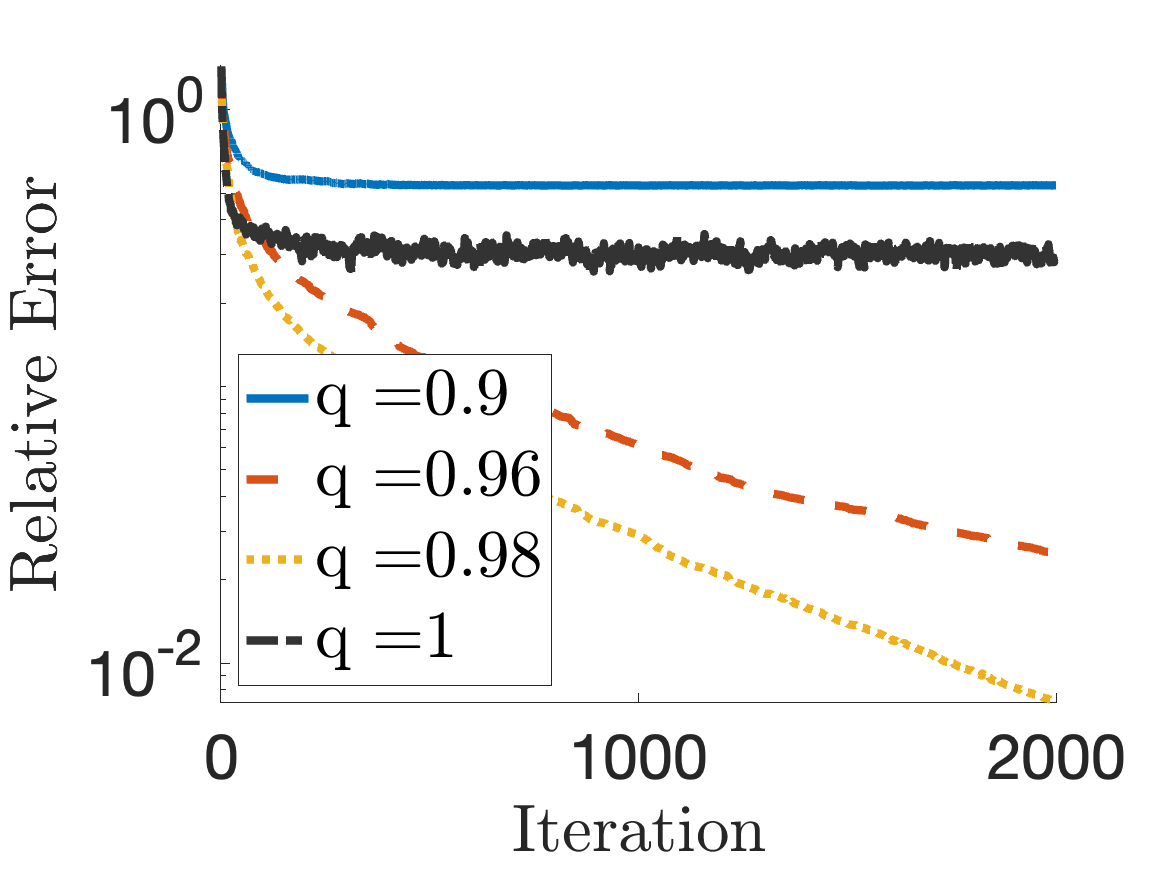 Relative Error
10^0
10^-2
q =0.9
q =0.96
q =0.98
q =1
0 1000 2000
Iteration